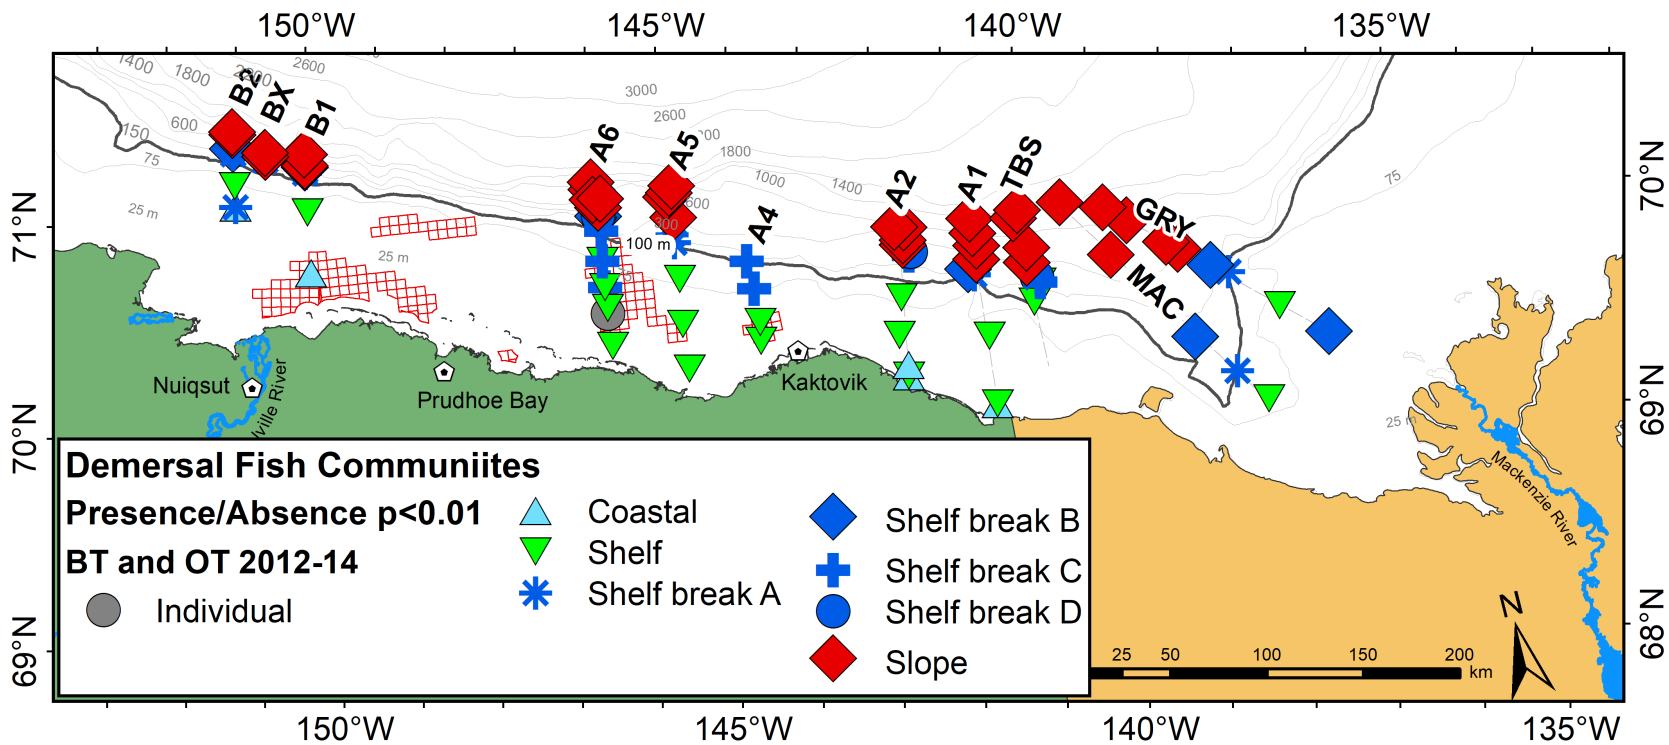 150°W 145°W 140°W 135°W
1400
1800
2200
2600
3000
2600
1800
1000
1400
600
600
300
150
75
75
25 m
25 m
25 m
100 m
B2
BX
B1
A6
A5
A4
A2
A1
TBS
GRY
MAC
71°N
70°N
69°N
70°N
69°N
68°N
Nuiqsut
Prudhoe Bay
Kaktovik
ville River
Mackenzie River
Demersal Fish Communiites
Presence/Absence p<0.01
BT and OT 2012-14
Individual
Coastal
Shelf
Shelf break A
Shelf break B
Shelf break C
Shelf break D
Slope
25 50 100 150 200
km
N
150°W 145°W 140°W 135°W